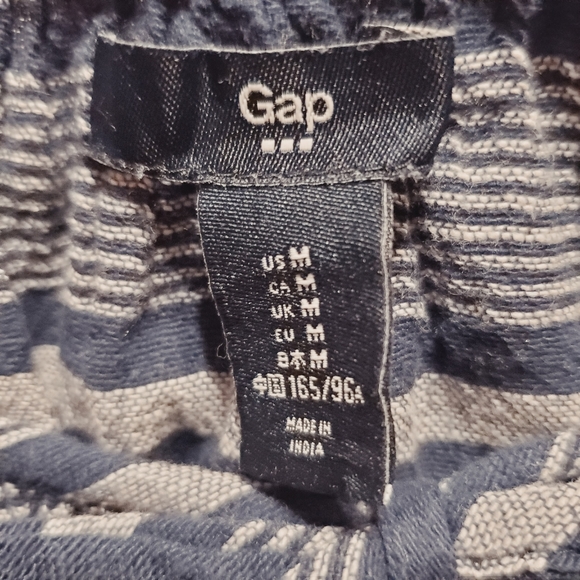 Gap
US M
CA M
UK M
EU M
日本 M
中国 165/96A
MADE IN
INDIA